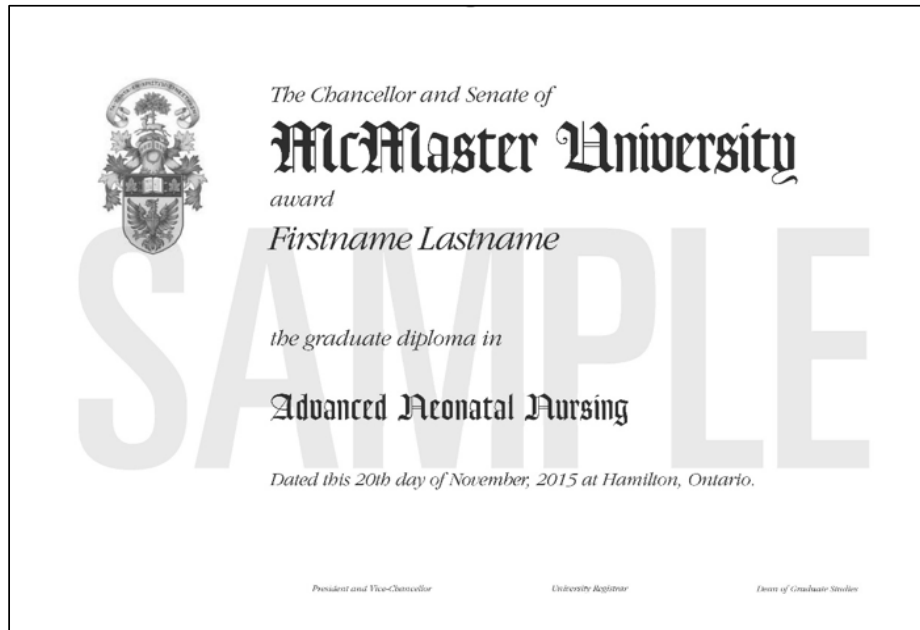 The Chancellor and Senate of
McMaster University
award
Firstname Lastname
SAMPLE
the graduate diploma in
Advanced Neonatal Nursing
Dated this 20th day of November, 2015 at Hamilton, Ontario.
President and Vice-Chancellor University Registrar Dean of Graduate Studies